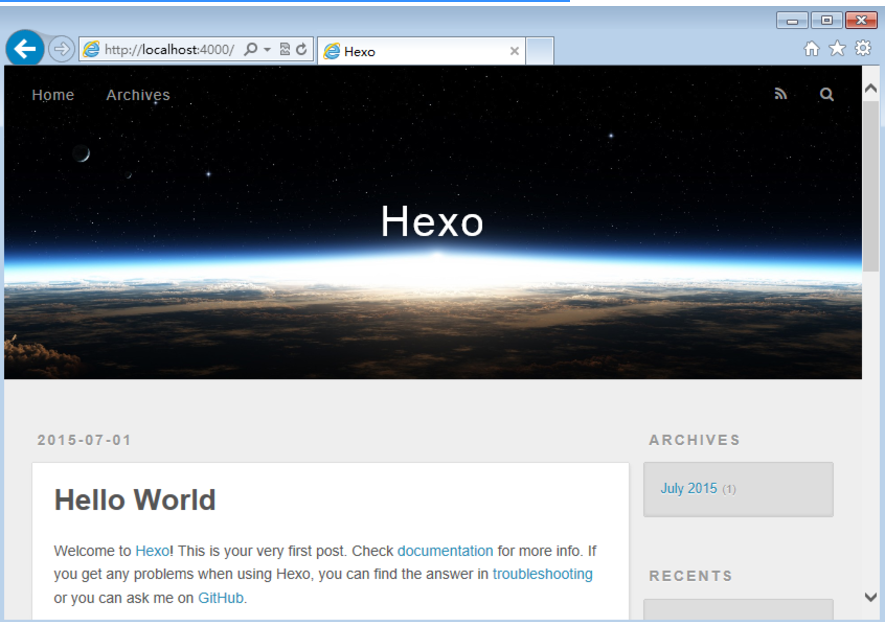 http://localhost:4000/
Hexo
Home Archives
Hexo
2015-07-01
Hello World
Welcome to Hexo! This is your very first post. Check documentation for more info. If
you get any problems when using Hexo, you can find the answer in troubleshooting
or you can ask me on GitHub.
ARCHIVES
July 2015 (1)
RECENTS